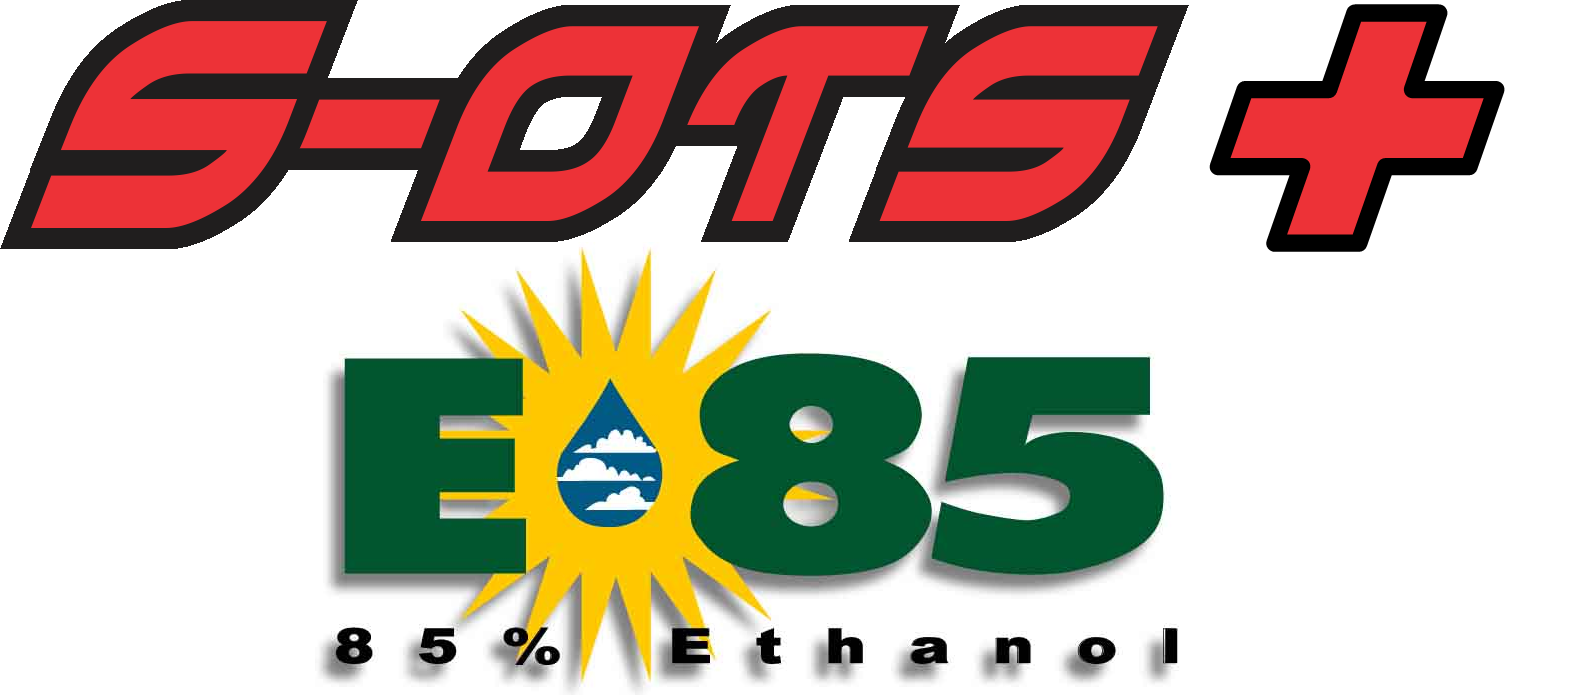 S-OTS +
E85
85% Ethanol